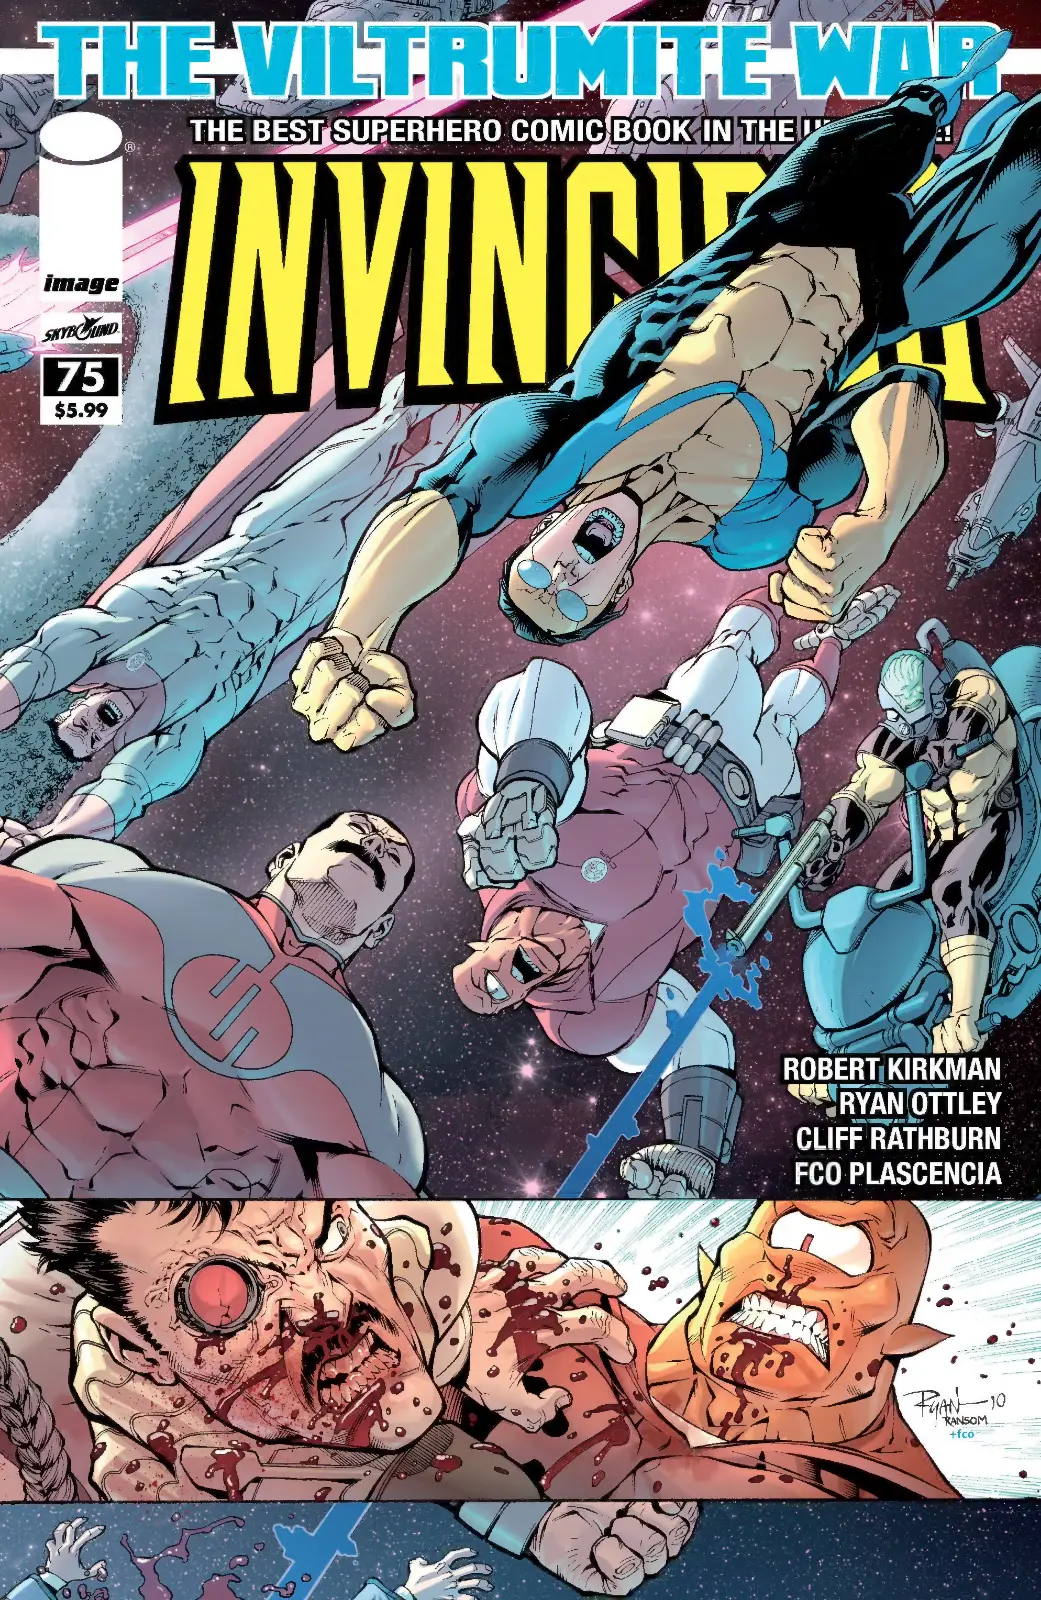 THE VILTRUMITE WAR
THE BEST SUPERHERO COMIC BOOK IN THE
®
image
SKYBOUND
75
$5.99
ROBERT KIRKMAN
RYAN OTTLEY
CLIFF RATHBURN
FCO PLASCENCIA
RYAN -10
RANSOM
+fco